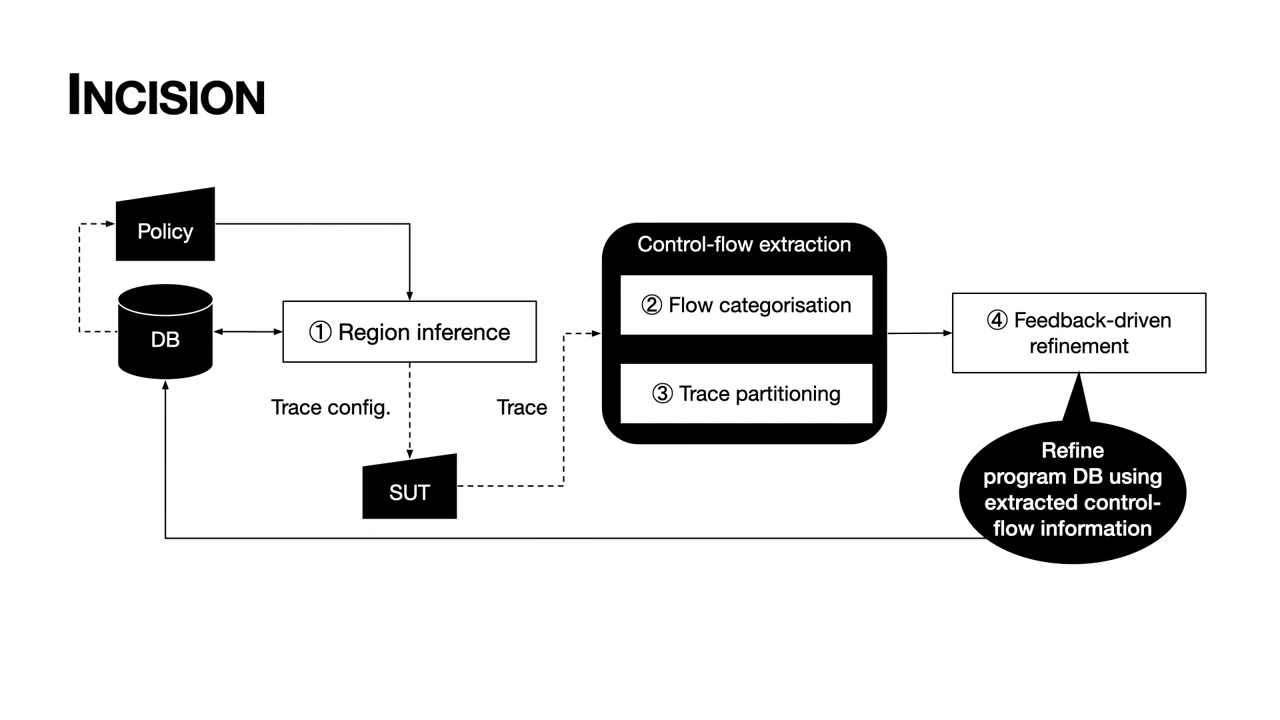 INCISION
Policy
DB
① Region inference
Trace config.
SUT
Trace
Control-flow extraction
② Flow categorisation
③ Trace partitioning
④ Feedback-driven
refinement
Refine
program DB using
extracted control-
flow information